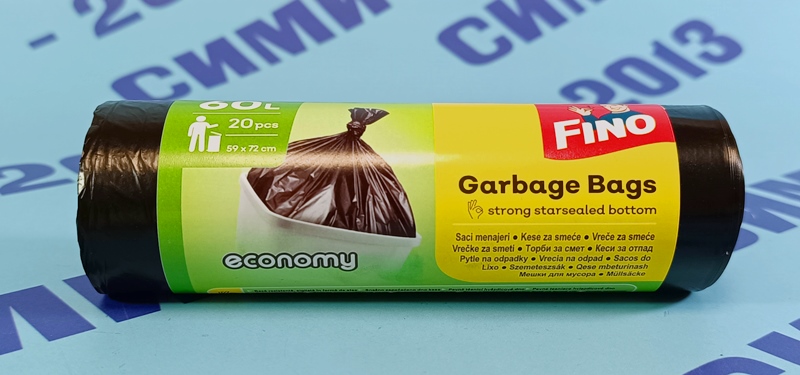 - 20
СИМИ
2013
СИМИ
60L
20 pcs
59 x 72 cm
economy
FINO
Garbage Bags
strong starsealed bottom
Saci menajeri • Kese za smeće • Vreče za smeće
Vrečke za smeti • Торби за смет • Кеси за отпад
Pytle na odpadky • Vrecia na odpad • Sacos do
Lixo • Szemeteszsák • Qese mbeturinash
Мешки для мусора • Müllsäcke